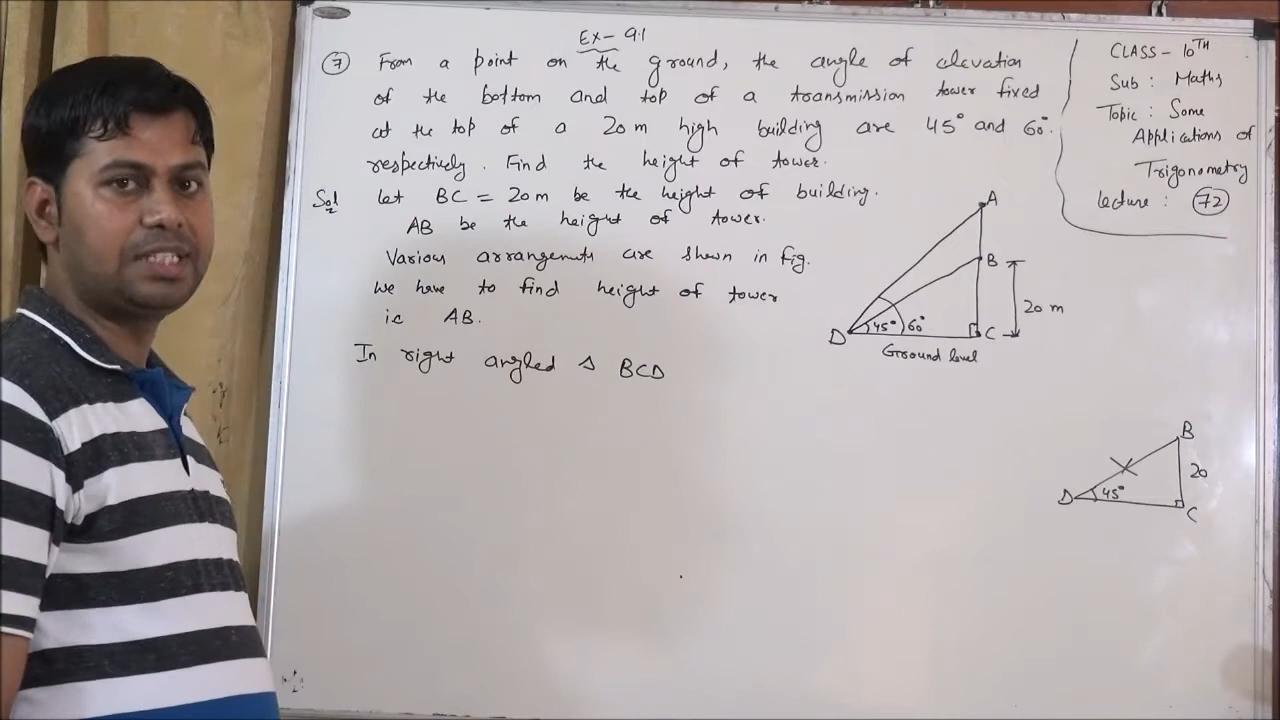 Ex- 9.1
7 From a point on the ground, the angle of elevation
of the bottom and top of a transmission tower fixed
at the top of a 20 m high building are 45° and 60°
respectively. Find the height of tower.
Sol Let BC = 20 m be the height of building.
AB be the height of tower.
Various arrangements are shown in fig.
We have to find height of tower
ie AB.
In right angled Δ BCD
CLASS - 10TH
Sub : Maths
Topic : Some
Applications of
Trigonometry
Lecture : 72
A
B
20 m
D 45° 60° C
Ground level
B
20
D 45°
C